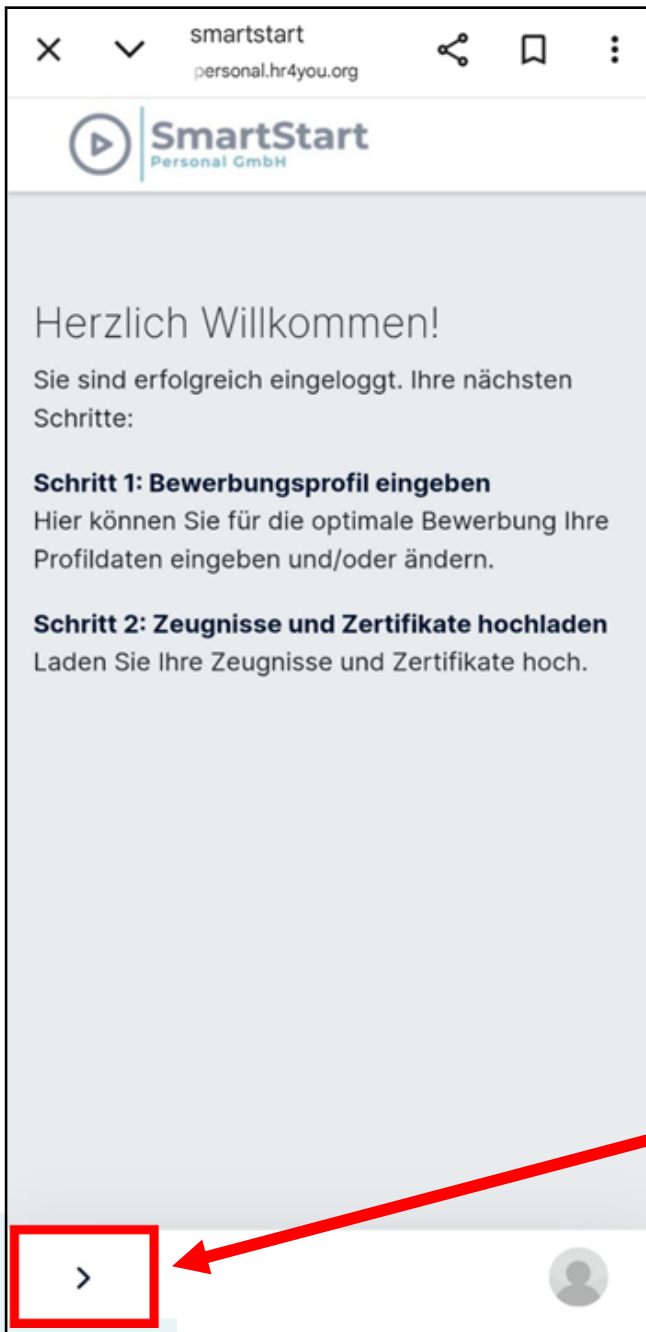 smartstart
personal.hr4you.org
SmartStart
Personal GmbH
Herzlich Willkommen!
Sie sind erfolgreich eingeloggt. Ihre nächsten
Schritte:
Schritt 1: Bewerbungsprofil eingeben
Hier können Sie für die optimale Bewerbung Ihre
Profildaten eingeben und/oder ändern.
Schritt 2: Zeugnisse und Zertifikate hochladen
Laden Sie Ihre Zeugnisse und Zertifikate hoch.